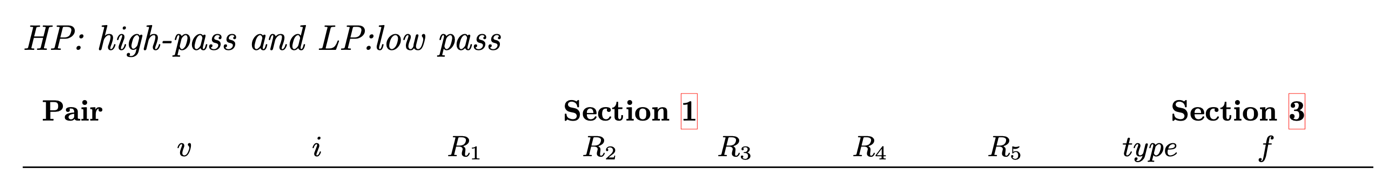 HP: high-pass and LP:low pass
Pair Section 1 Section 3
v i R₁ R₂ R₃ R₄ R₅ type f